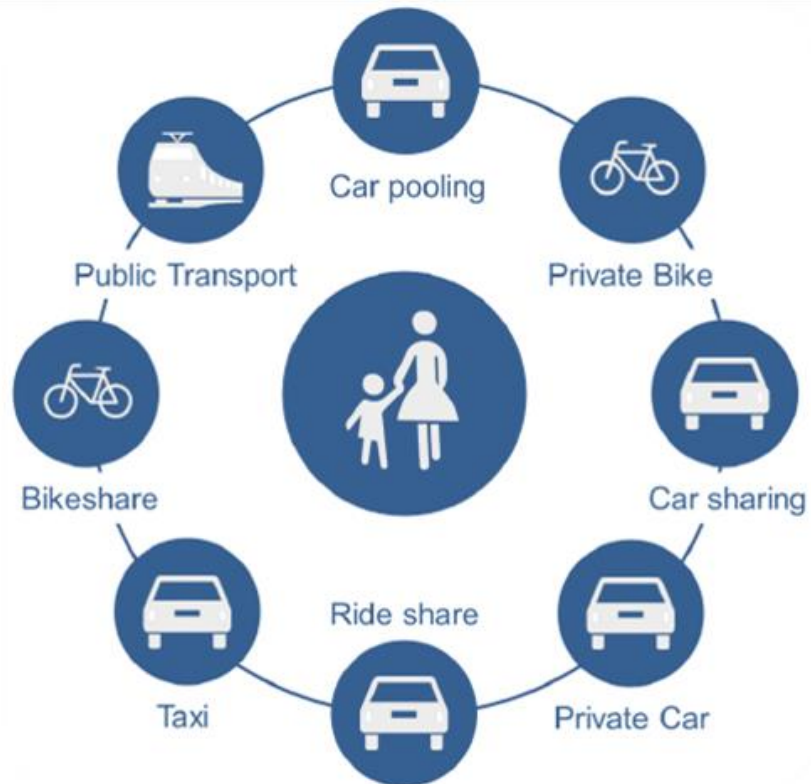 Car pooling
Public Transport
Private Bike
Bikeshare
Car sharing
Ride share
Taxi
Private Car